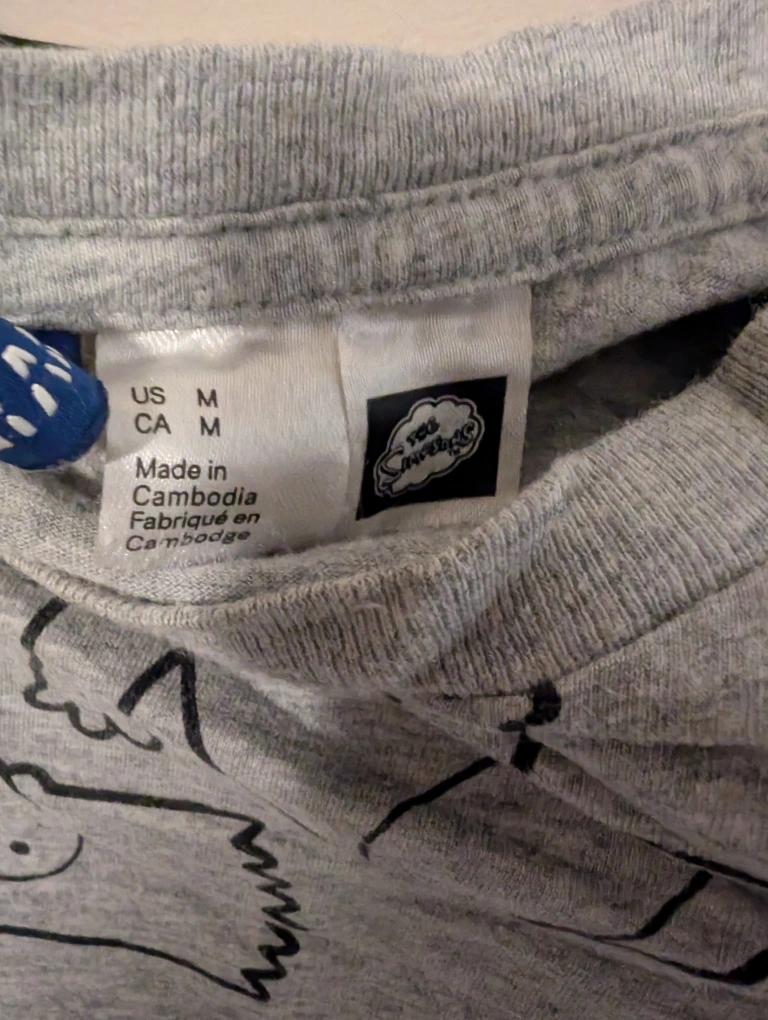 US M
CA M
Made in
Cambodia
Fabriqué en
Cambodge
THE
SIMPSONS